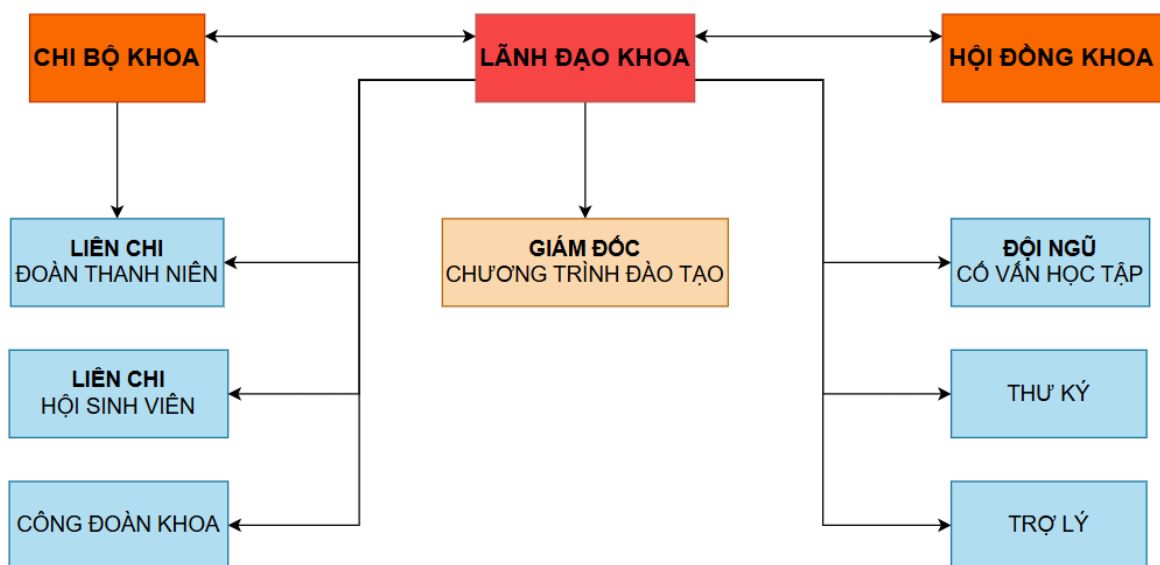 CHI BỘ KHOA
LÃNH ĐẠO KHOA
HỘI ĐỒNG KHOA
LIÊN CHI
ĐOÀN THANH NIÊN
GIÁM ĐỐC
CHƯƠNG TRÌNH ĐÀO TẠO
ĐỘI NGŨ
CỐ VẤN HỌC TẬP
LIÊN CHI
HỘI SINH VIÊN
THƯ KÝ
CÔNG ĐOÀN KHOA
TRỢ LÝ